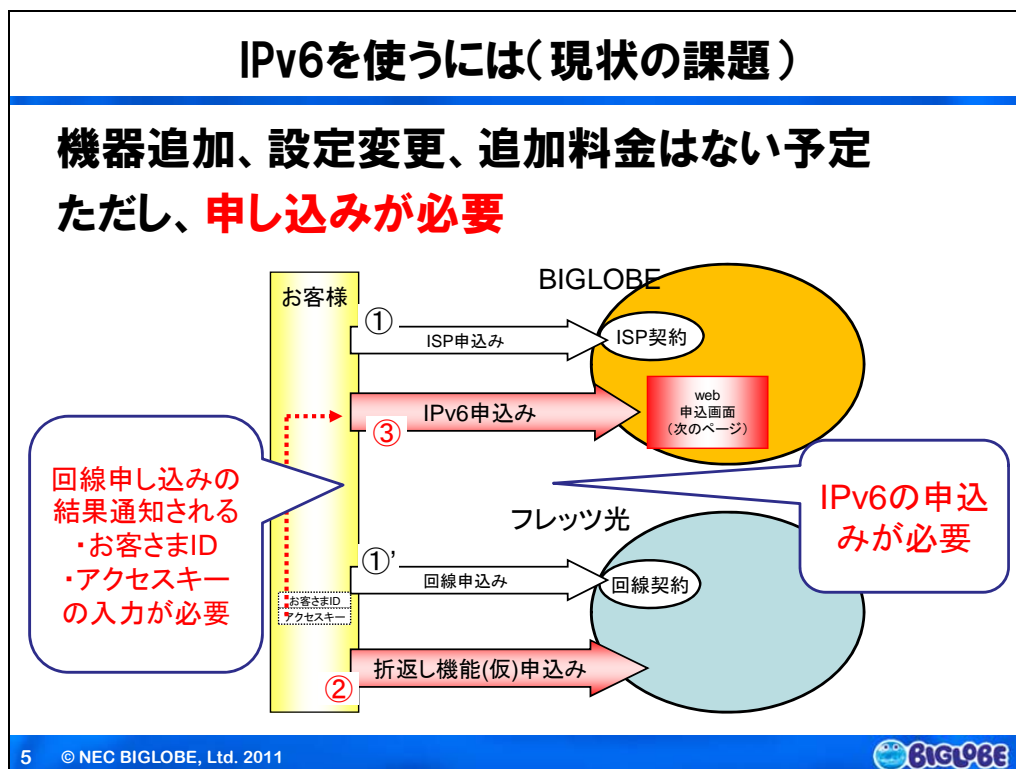 IPv6を使うには(現状の課題)
機器追加、設定変更、追加料金はない予定
ただし、申し込みが必要
BIGLOBE
お客様
①
ISP申込み
ISP契約
IPv6申込み
③
web
申込画面
(次のページ)
回線申し込みの
結果通知される
・お客さまID
・アクセスキー
の入力が必要
IPv6の申込
みが必要
フレッツ光
①’
回線申込み
回線契約
お客さまID
アクセスキー
折返し機能(仮)申込み
②
5 © NEC BIGLOBE, Ltd. 2011
BIGLOBE